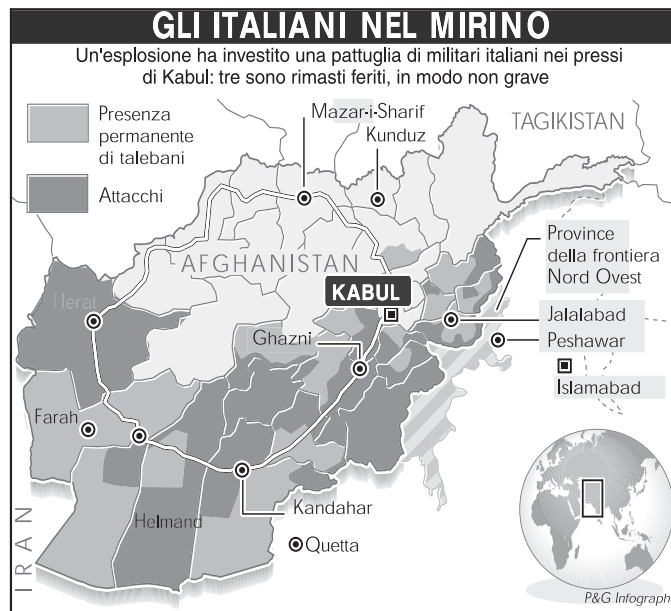 GLI ITALIANI NEL MIRINO
Un'esplosione ha investito una pattuglia di militari italiani nei pressi
di Kabul: tre sono rimasti feriti, in modo non grave
Presenza
permanente
di talebani
Attacchi
Mazar-i-Sharif
Kunduz
TAGIKISTAN
AFGHANISTAN
Province
della frontiera
Nord Ovest
KABUL
Herat
Jalalabad
Ghazni
Peshawar
Islamabad
Farah
Kandahar
Helmand
Quetta
IRAN
P&G Infograph